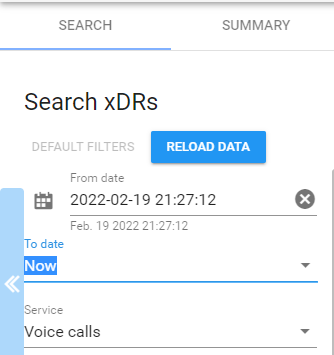 SEARCH
SUMMARY
Search xDRs
DEFAULT FILTERS
RELOAD DATA
From date
2022-02-19 21:27:12
Feb. 19 2022 21:27:12
To date
Now
Service
Voice calls